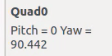 Quad0
Pitch = 0 Yaw =
90.442